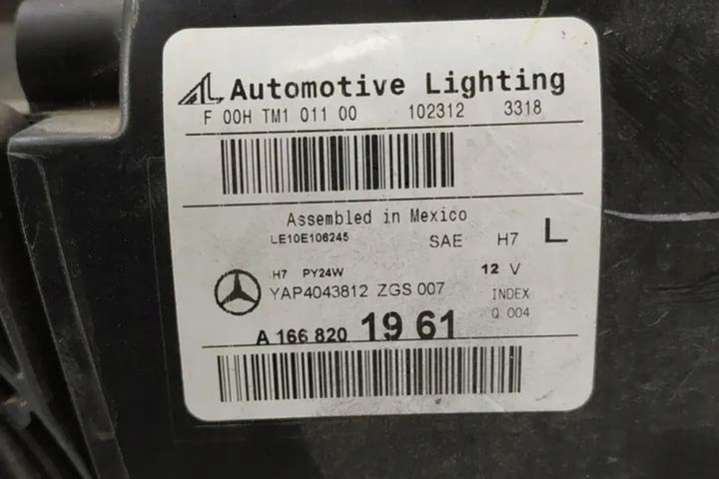 AL Automotive Lighting
F 00H TM1 011 00 102312 3318
Assembled in Mexico
LE10E106245 SAE H7 L
H7 PY24W 12 V
YAP4043812 ZGS 007 INDEX
Q 004
A 166 820 19 61